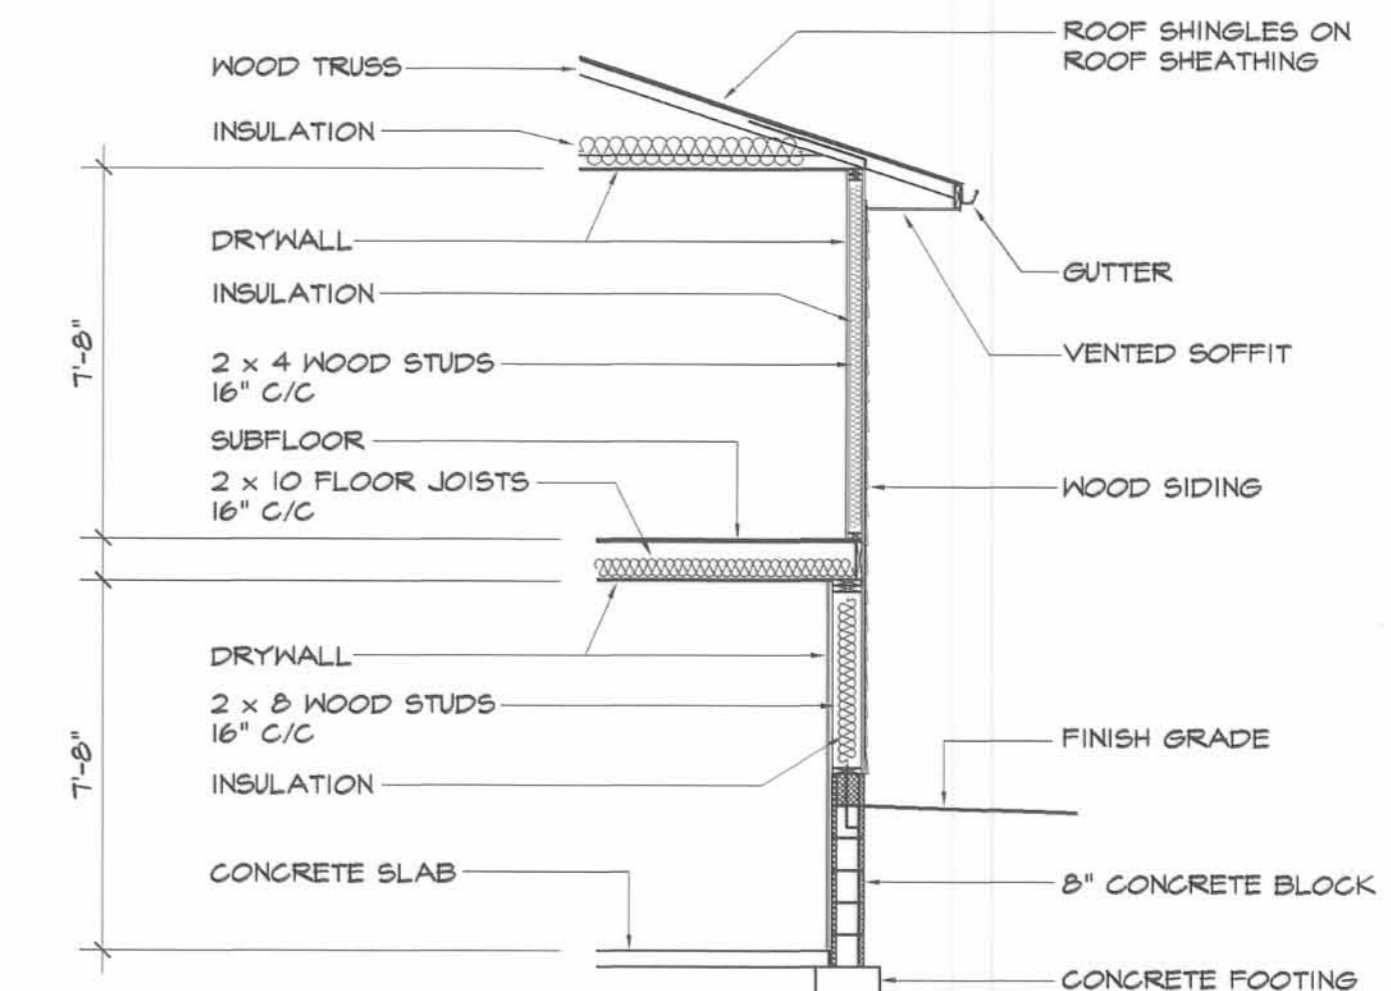 ROOF SHINGLES ON
ROOF SHEATHING
WOOD TRUSS
INSULATION
DRYWALL
GUTTER
INSULATION
7'-8"
VENTED SOFFIT
2 x 4 WOOD STUDS
16" C/C
SUBFLOOR
2 x 10 FLOOR JOISTS
16" C/C
WOOD SIDING
DRYWALL
2 x 8 WOOD STUDS
16" C/C
FINISH GRADE
7'-8"
INSULATION
CONCRETE SLAB
8" CONCRETE BLOCK
CONCRETE FOOTING